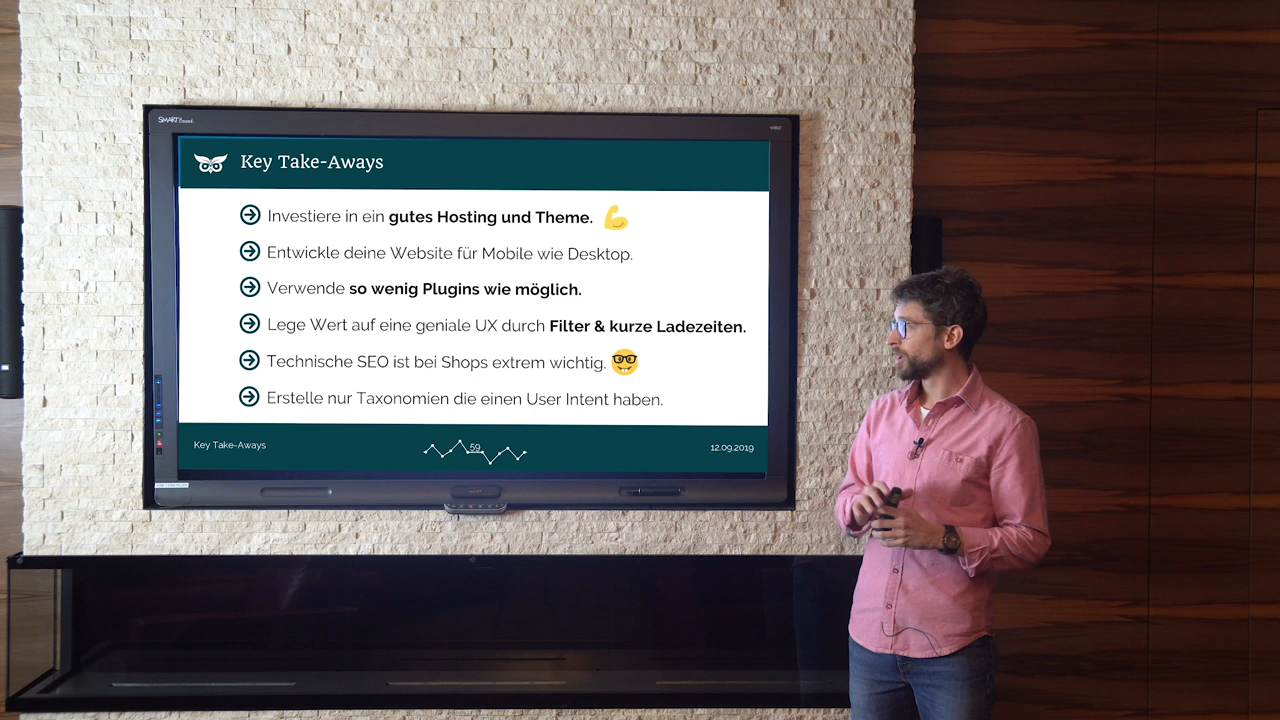 SMART Board
Key Take-Aways
Investiere in ein gutes Hosting und Theme.
Entwickle deine Website für Mobile wie Desktop.
Verwende so wenig Plugins wie möglich.
Lege Wert auf eine geniale UX durch Filter & kurze Ladezeiten.
Technische SEO ist bei Shops extrem wichtig.
Erstelle nur Taxonomien die einen User Intent haben.
Key Take-Aways
59
12.09.2019